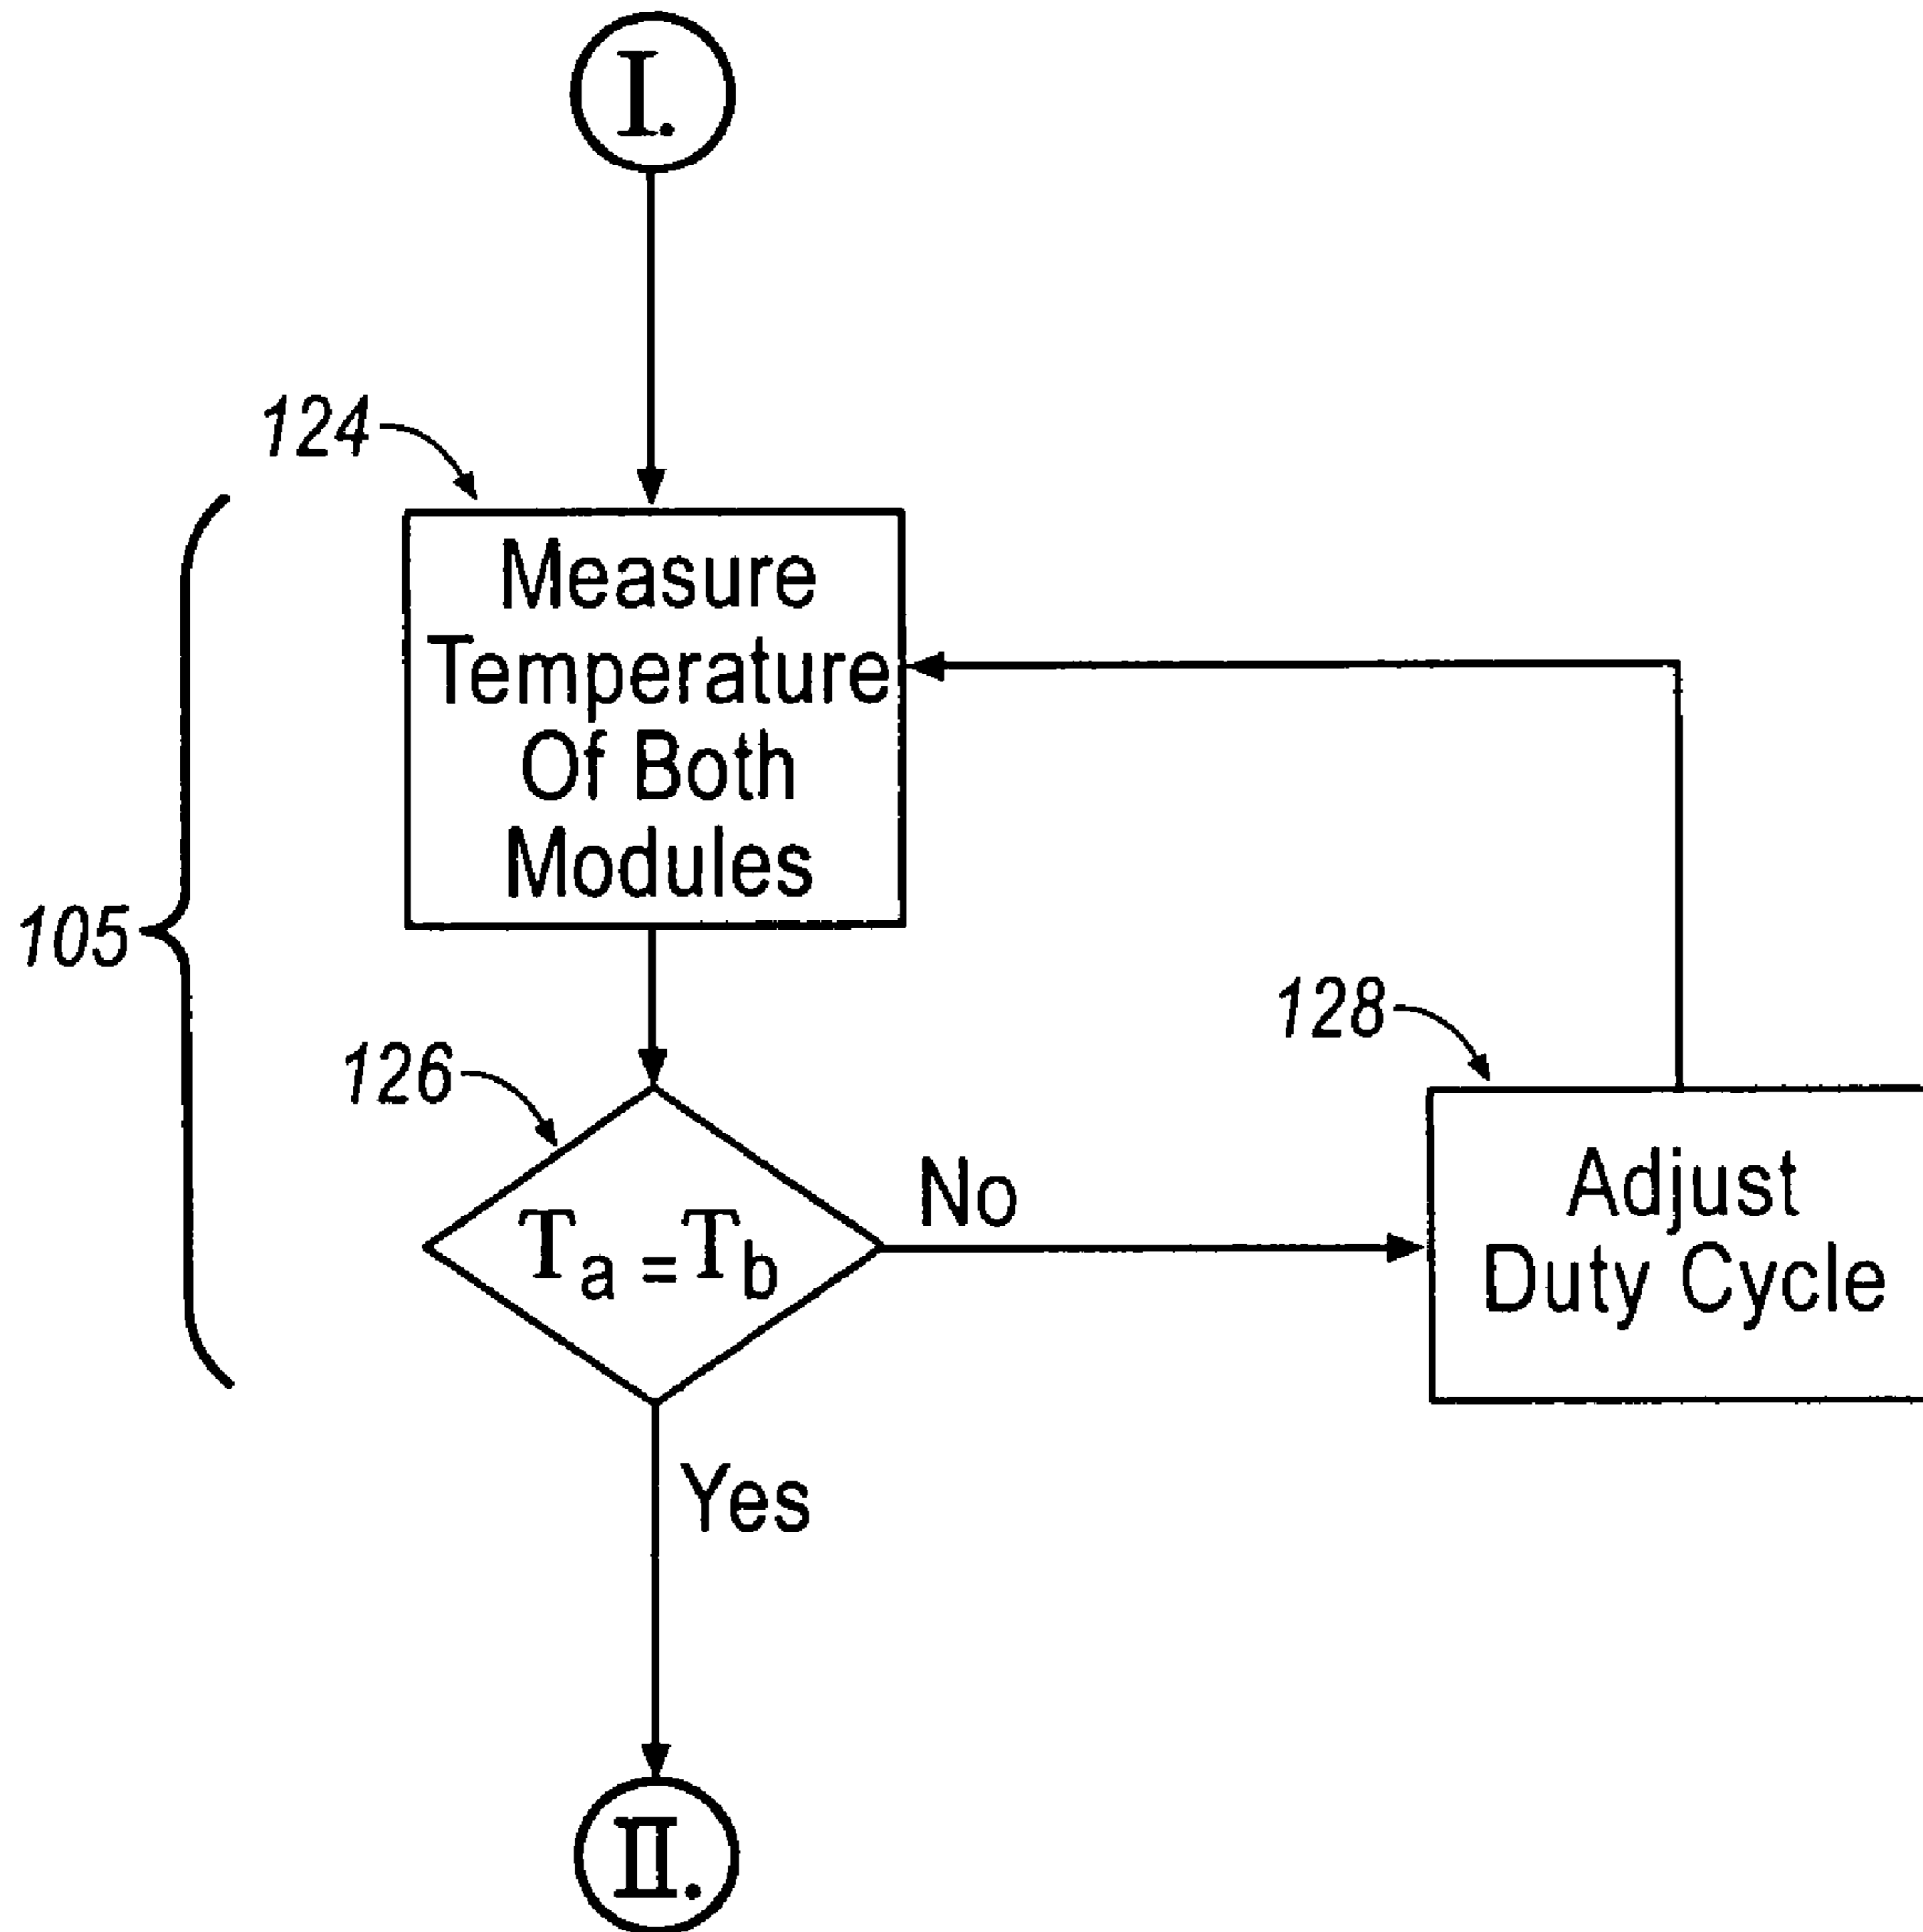 I.
124
Measure
Temperature
Of Both
Modules
105
128
126
No
Adjust
Duty Cycle
Ta = Tb
Yes
II.